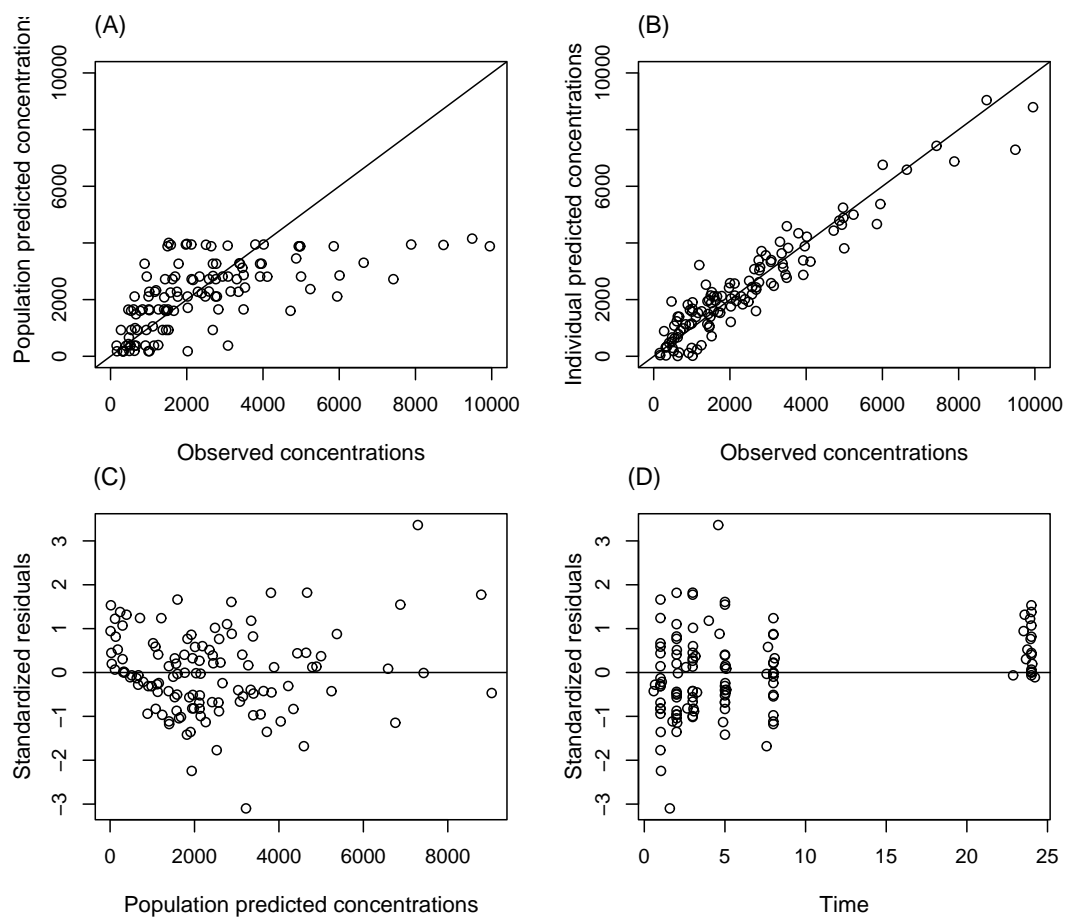 (A)
Population predicted concentrations
10000
6000
2000
0
0 2000 4000 6000 8000 10000
Observed concentrations
(B)
Individual predicted concentrations
10000
6000
2000
0
0 2000 4000 6000 8000 10000
Observed concentrations
(C)
Standardized residuals
3
2
1
0
−1
−2
−3
0 2000 4000 6000 8000
Population predicted concentrations
(D)
Standardized residuals
3
2
1
0
−1
−2
−3
0 5 10 15 20 25
Time